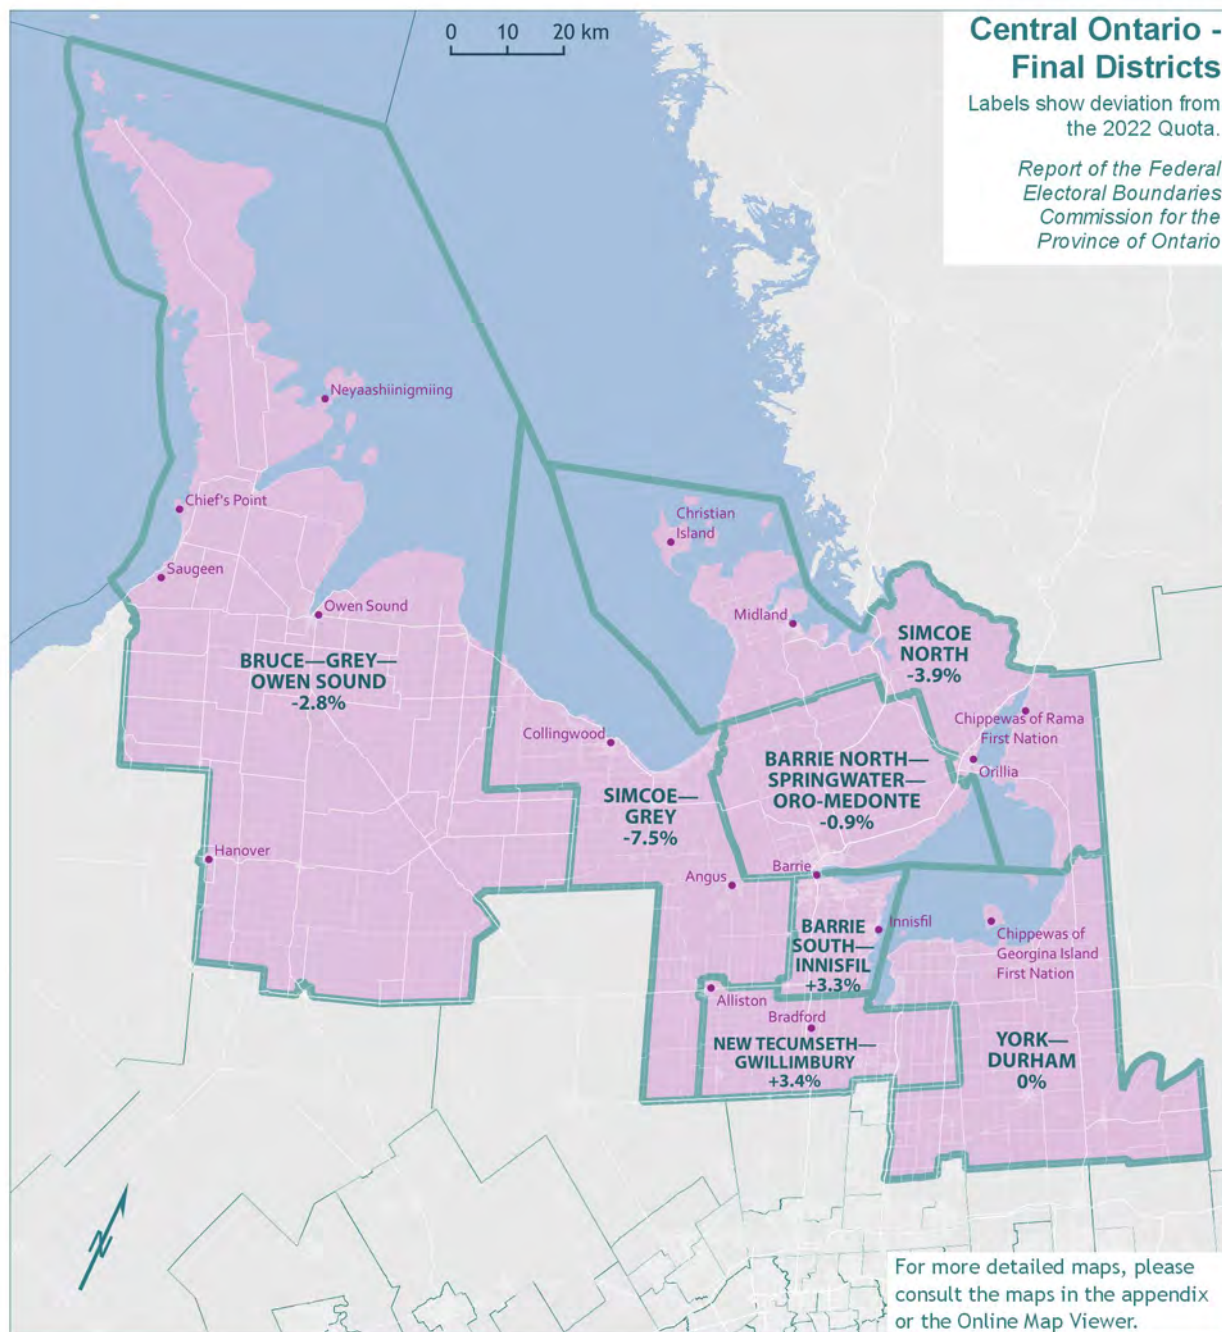 0 10 20 km
Central Ontario -
Final Districts
Labels show deviation from
the 2022 Quota.
Report of the Federal
Electoral Boundaries
Commission for the
Province of Ontario
Neyaashiinigmiing
Chief's Point
Christian
Island
Saugeen
Owen Sound
Midland
SIMCOE
NORTH
-3.9%
BRUCE—GREY—
OWEN SOUND
-2.8%
Chippewas of Rama
First Nation
Collingwood
BARRIE NORTH—
SPRINGWATER—
ORO-MEDONTE
-0.9%
Orillia
SIMCOE—
GREY
-7.5%
Hanover
Barrie
Angus
BARRIE
SOUTH—
INNISFIL
+3.3%
Innisfil
Chippewas of
Georgina Island
First Nation
Alliston
Bradford
NEW TECUMSETH—
GWILLIMBURY
+3.4%
YORK—
DURHAM
0%
N
For more detailed maps, please
consult the maps in the appendix
or the Online Map Viewer.